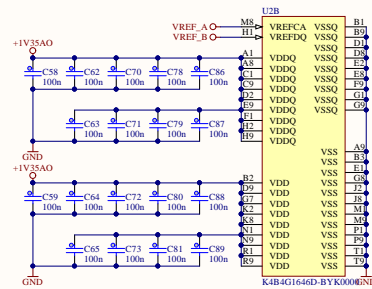 U2B
VREF_A M8 VREFCA VSSQ B1
VREF_B H1 VREFDQ VSSQ B9
VSSQ D1
+1V35AO VSSQ D8
A1 VDDQ VSSQ E2
C58 C62 C70 C78 C86 A8 VDDQ VSSQ E8
100n 100n 100n 100n 100n C1 VDDQ VSSQ F9
C9 VDDQ VSSQ G1
D2 VDDQ VSSQ G9
E9 VDDQ
C63 C71 C79 C87 F1 VDDQ
100n 100n 100n 100n H2 VDDQ
H9 VDDQ
GND
VSS A9
VSS B3
+1V35AO VSS E1
B2 VDD VSS G8
C59 C64 C72 C80 C88 D9 VDD VSS J2
100n 100n 100n 100n 100n G7 VDD VSS J8
K2 VDD VSS M1
K8 VDD VSS M9
N1 VDD VSS P1
C65 C73 C81 C89 N9 VDD VSS P9
100n 100n 100n 100n R1 VDD VSS T1
R9 VDD VSS T9
GND K4B4G1646D-BYK0000 GND